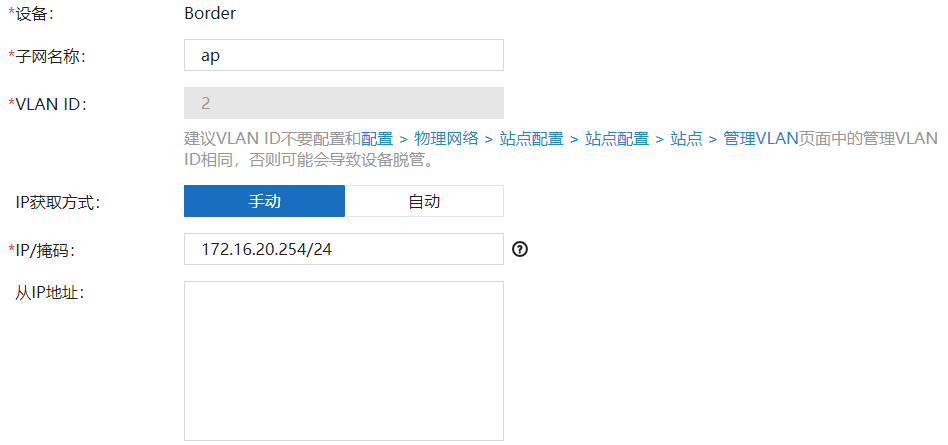 *设备： Border
*子网名称： ap
*VLAN ID： 2
建议VLAN ID不要配置和配置 > 物理网络 > 站点配置 > 站点配置 > 站点 > 管理VLAN页面中的管理VLAN
ID相同，否则可能会导致设备脱管。
IP获取方式： 手动 自动
*IP/掩码： 172.16.20.254/24 ?
从IP地址：